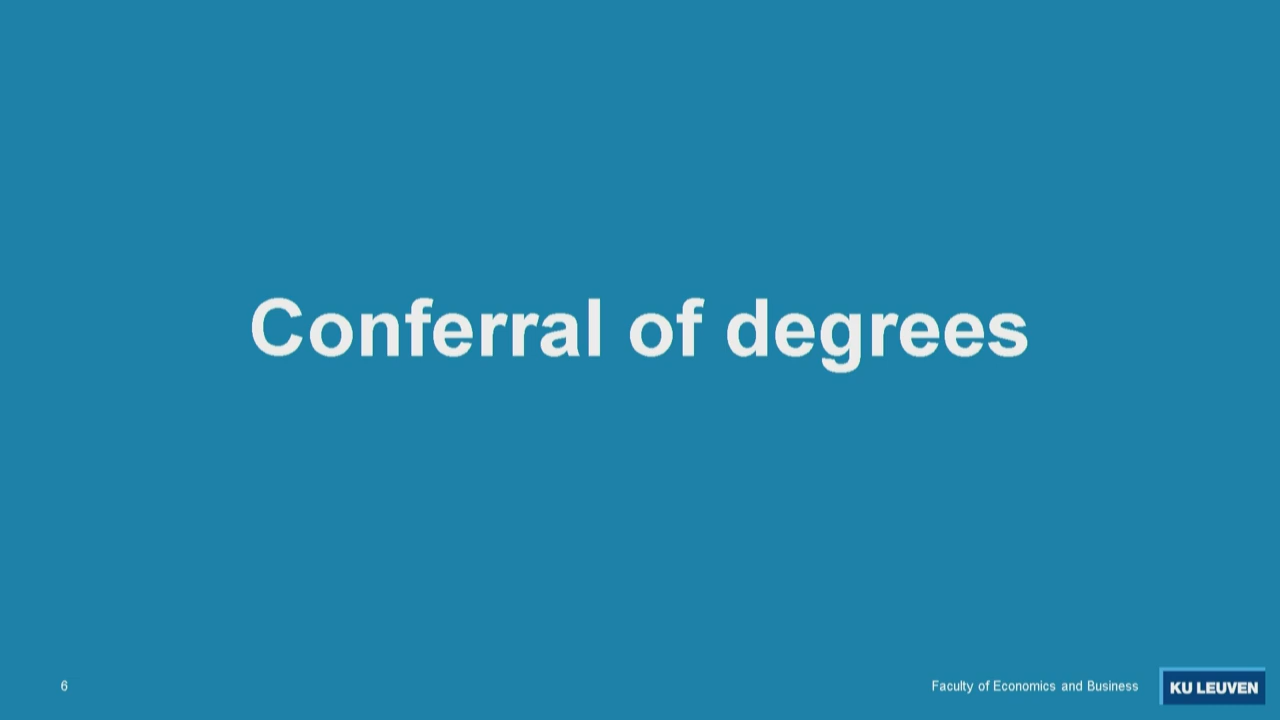 Conferral of degrees
6
Faculty of Economics and Business
KU LEUVEN